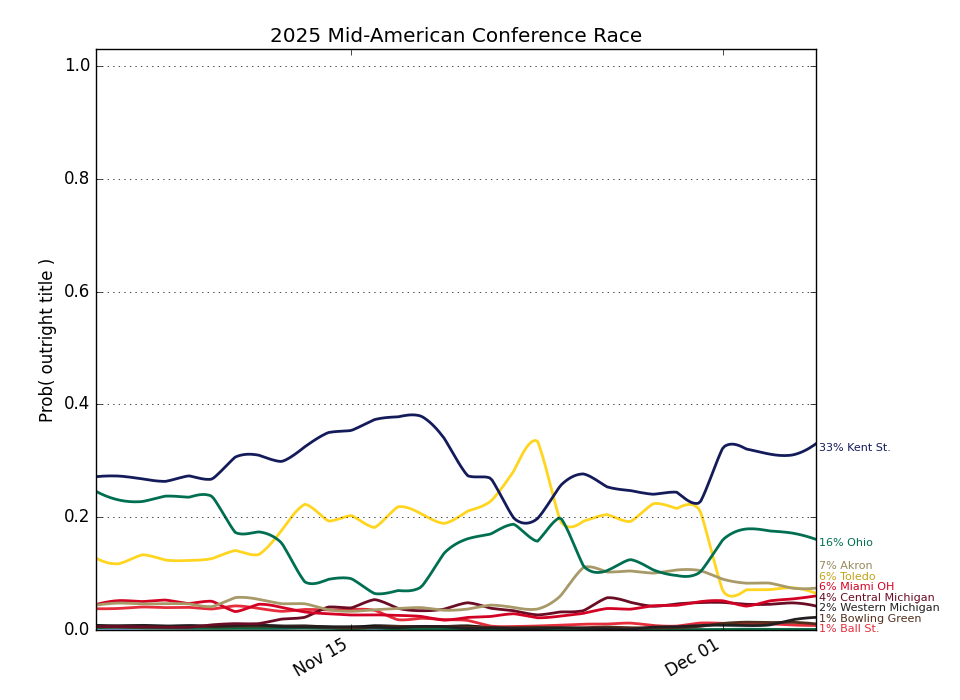 2025 Mid-American Conference Race
Prob( outright title )
1.0
0.8
0.6
0.4
0.2
0.0
Nov 15
Dec 01
33% Kent St.
16% Ohio
7% Akron
6% Toledo
6% Miami OH
4% Central Michigan
2% Western Michigan
1% Bowling Green
1% Ball St.